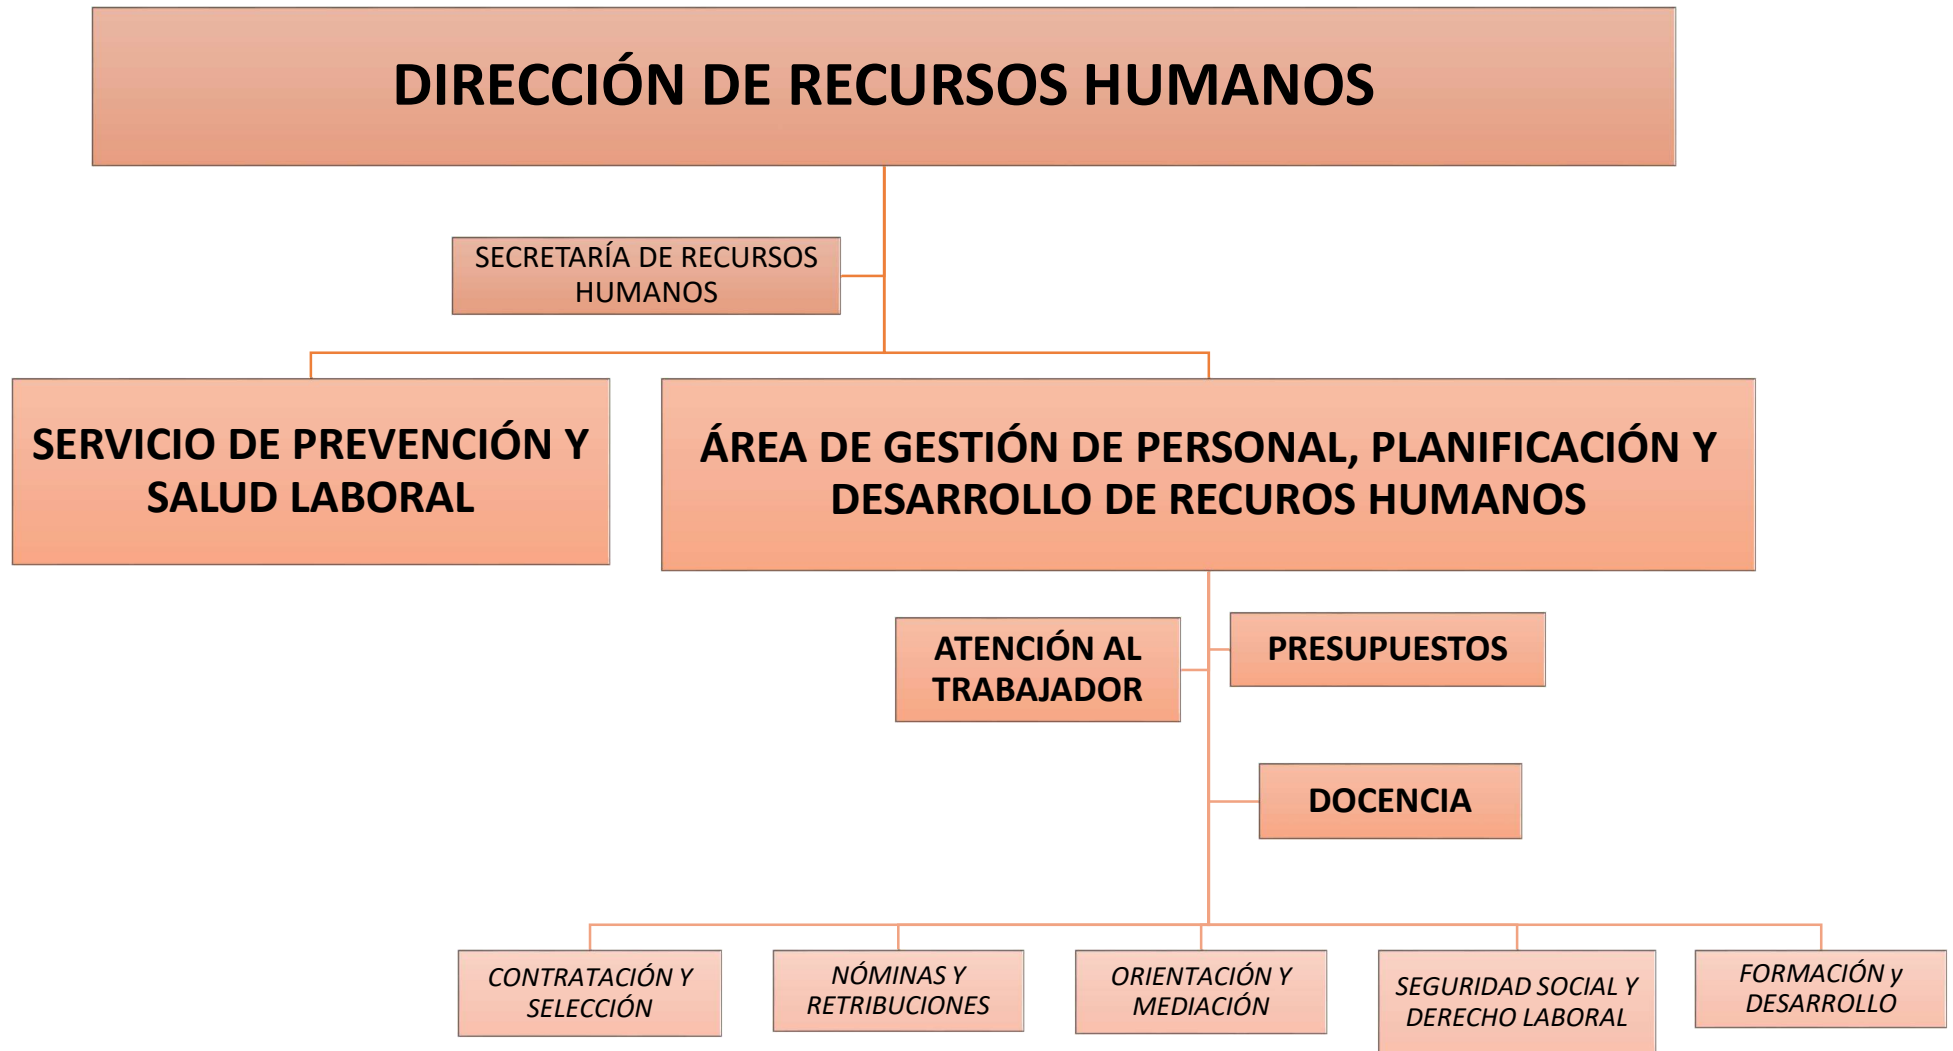 DIRECCIÓN DE RECURSOS HUMANOS
SECRETARÍA DE RECURSOS
HUMANOS
SERVICIO DE PREVENCIÓN Y
SALUD LABORAL
ÁREA DE GESTIÓN DE PERSONAL, PLANIFICACIÓN Y
DESARROLLO DE RECUROS HUMANOS
ATENCIÓN AL
TRABAJADOR
PRESUPUESTOS
DOCENCIA
CONTRATACIÓN Y
SELECCIÓN
NÓMINAS Y
RETRIBUCIONES
ORIENTACIÓN Y
MEDIACIÓN
SEGURIDAD SOCIAL Y
DERECHO LABORAL
FORMACIÓN y
DESARROLLO